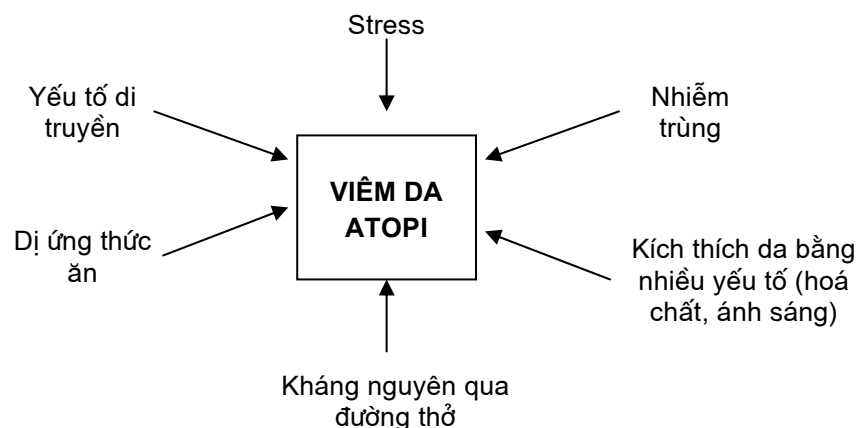 Stress
Yếu tố di
truyền
Nhiễm
trùng
VIÊM DA
ATOPI
Dị ứng thức
ăn
Kích thích da bằng
nhiều yếu tố (hoá
chất, ánh sáng)
Kháng nguyên qua
đường thở